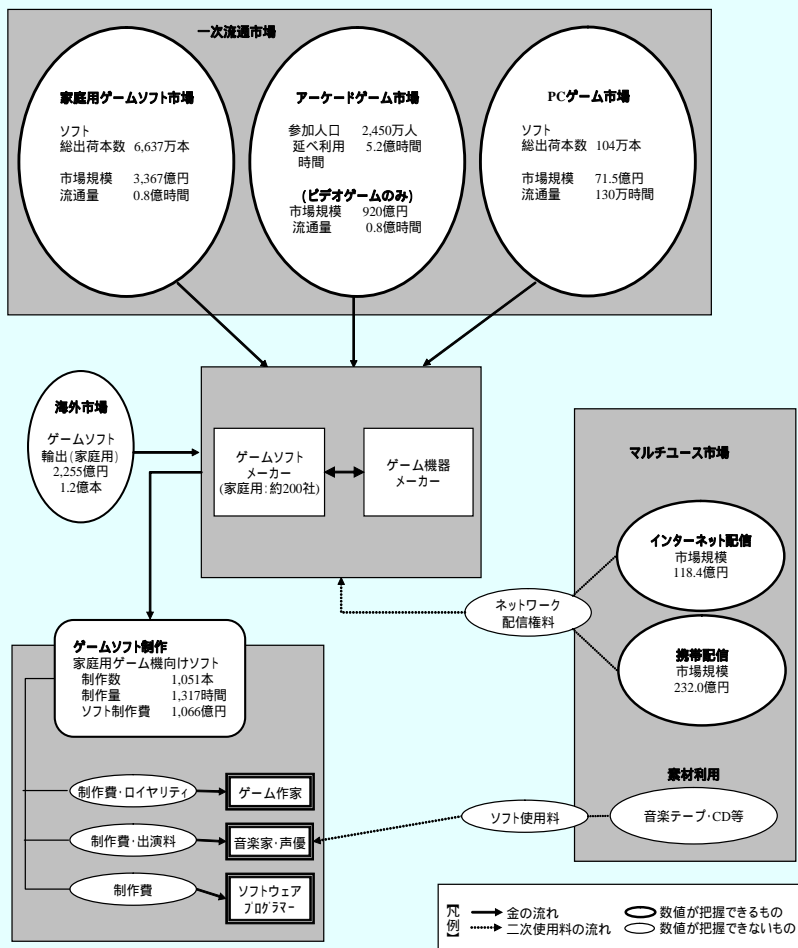 一次流通市場
家庭用ゲームソフト市場
ソフト
総出荷本数 6,637万本
市場規模 3,367億円
流通量 0.8億時間
アーケードゲーム市場
参加人口 2,450万人
延べ利用 5.2億時間
時間
(ビデオゲームのみ)
市場規模 920億円
流通量 0.8億時間
PCゲーム市場
ソフト
総出荷本数 104万本
市場規模 71.5億円
流通量 130万時間
海外市場
ゲームソフト
輸出(家庭用)
2,255億円
1.2億本
ゲームソフト
メーカー
(家庭用:約200社)
ゲーム機器
メーカー
マルチユース市場
インターネット配信
市場規模
118.4億円
ネットワーク
配信権料
携帯配信
市場規模
232.0億円
ゲームソフト制作
家庭用ゲーム機向けソフト
制作数 1,051本
制作量 1,317時間
ソフト制作費 1,066億円
素材利用
音楽テープ・CD等
ソフト使用料
制作費・ロイヤリティ
ゲーム作家
制作費・出演料
音楽家・声優
制作費
ソフトウェア
プログラマー
【凡例】
金の流れ
二次使用料の流れ
数値が把握できるもの
数値が把握できないもの